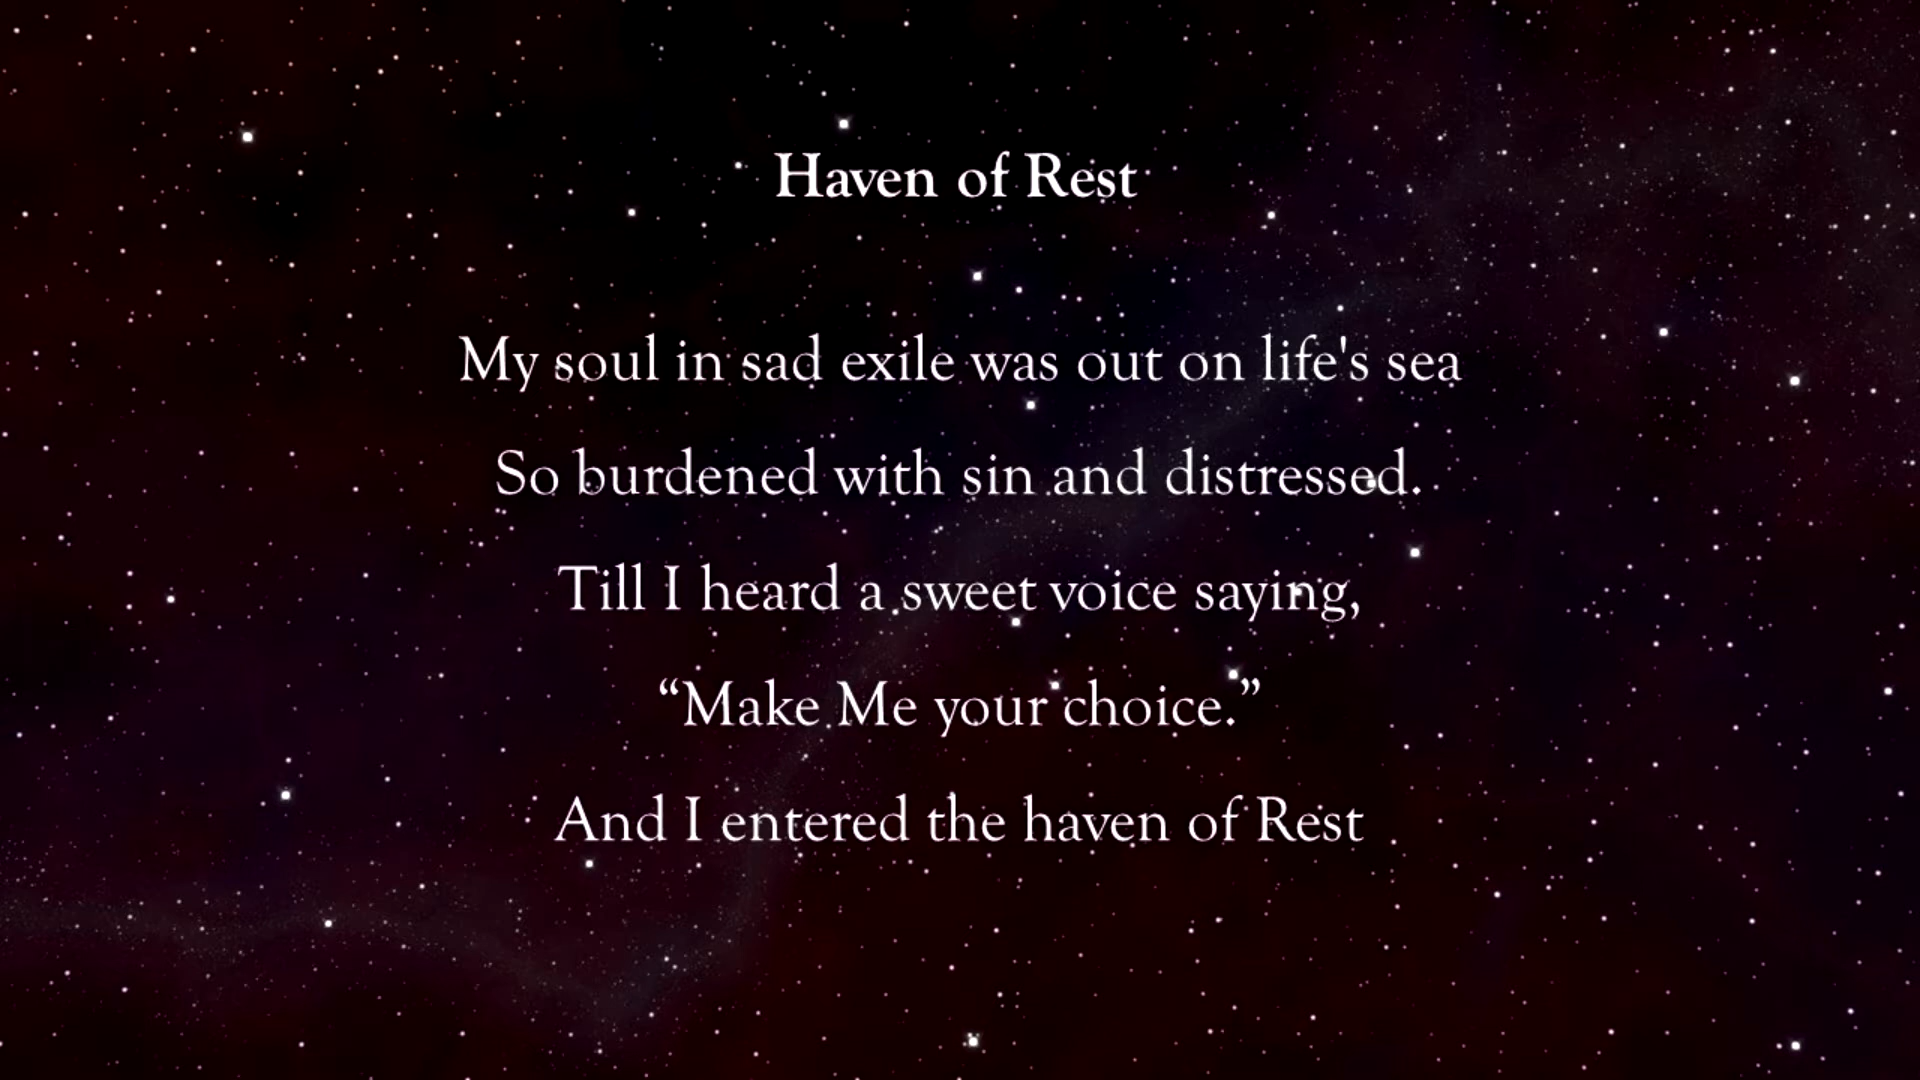 Haven of Rest
My soul in sad exile was out on life's sea
So burdened with sin and distressed.
Till I heard a sweet voice saying,
“Make Me your choice.”
And I entered the haven of Rest